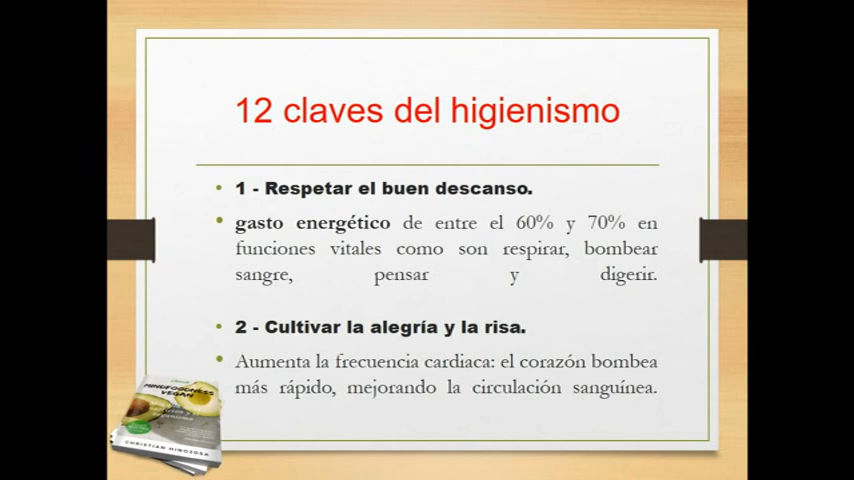 12 claves del higienismo
• 1 - Respetar el buen descanso.
• gasto energético de entre el 60% y 70% en
funciones vitales como son respirar, bombear
sangre, pensar y digerir.
• 2 - Cultivar la alegría y la risa.
• Aumenta la frecuencia cardiaca: el corazón bombea
más rápido, mejorando la circulación sanguínea.
MINDFOODNESS
VEGAN
CHRISTIAN HINOJOSA